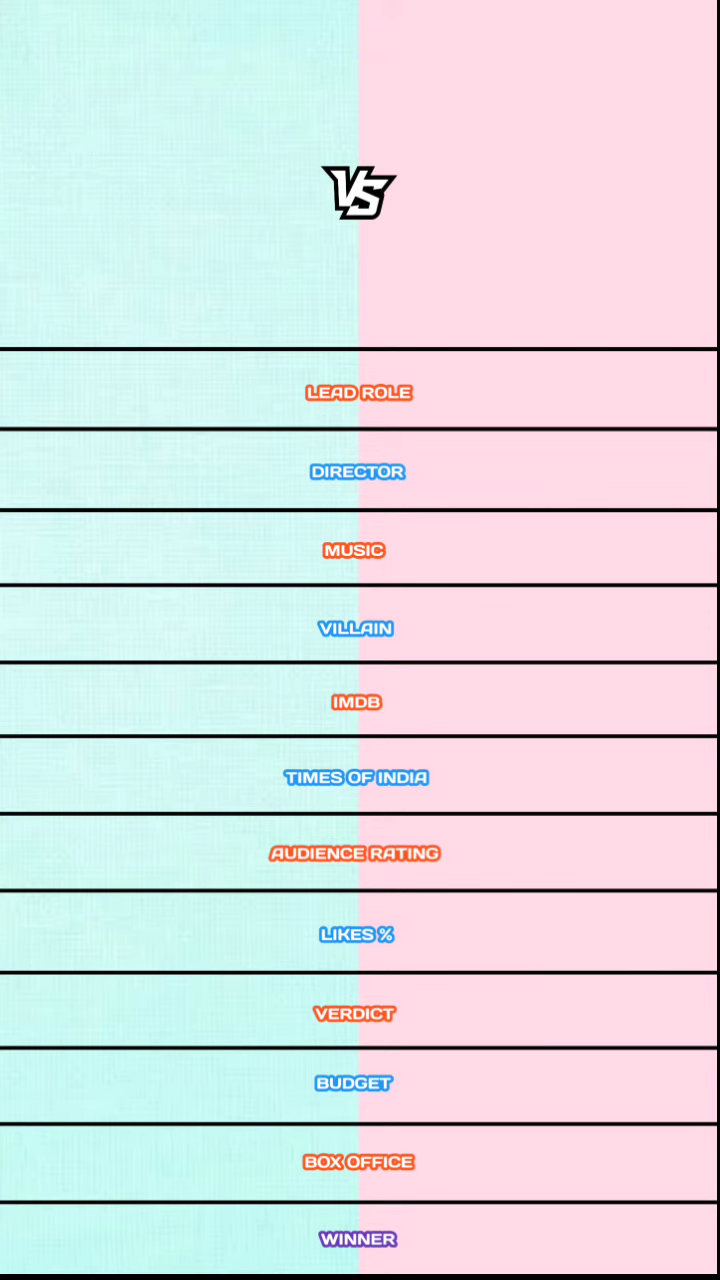 VS
LEAD ROLE
DIRECTOR
MUSIC
VILLAIN
IMDB
TIMES OF INDIA
AUDIENCE RATING
LIKES %
VERDICT
BUDGET
BOX OFFICE
WINNER